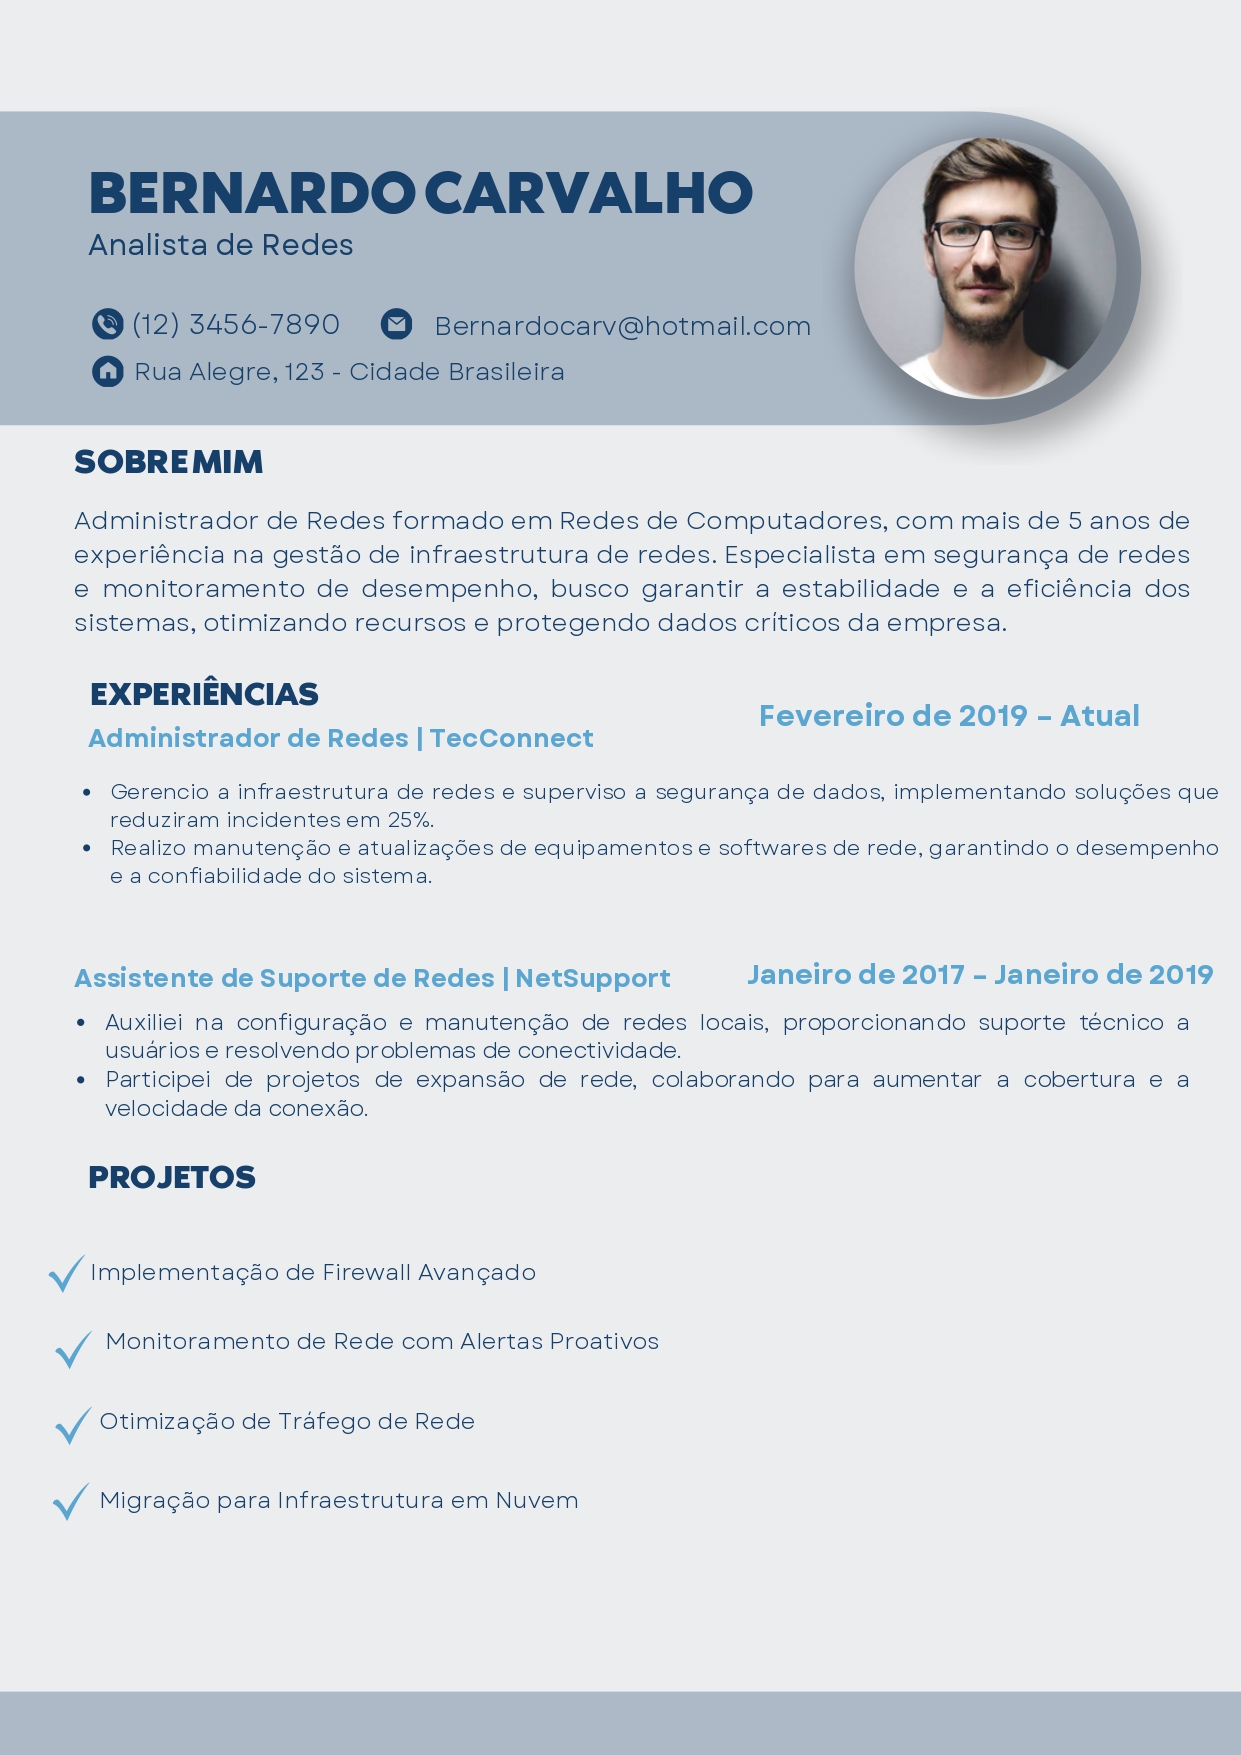 BERNARDO CARVALHO
Analista de Redes
(12) 3456-7890
Bernardocarv@hotmail.com
Rua Alegre, 123 - Cidade Brasileira
SOBRE MIM
Administrador de Redes formado em Redes de Computadores, com mais de 5 anos de
experiência na gestão de infraestrutura de redes. Especialista em segurança de redes
e monitoramento de desempenho, busco garantir a estabilidade e a eficiência dos
sistemas, otimizando recursos e protegendo dados críticos da empresa.
EXPERIÊNCIAS
Administrador de Redes | TecConnect
Fevereiro de 2019 – Atual
• Gerencio a infraestrutura de redes e superviso a segurança de dados, implementando soluções que
reduziram incidentes em 25%.
• Realizo manutenção e atualizações de equipamentos e softwares de rede, garantindo o desempenho
e a confiabilidade do sistema.
Assistente de Suporte de Redes | NetSupport
Janeiro de 2017 – Janeiro de 2019
• Auxiliei na configuração e manutenção de redes locais, proporcionando suporte técnico a
usuários e resolvendo problemas de conectividade.
• Participei de projetos de expansão de rede, colaborando para aumentar a cobertura e a
velocidade da conexão.
PROJETOS
Implementação de Firewall Avançado
Monitoramento de Rede com Alertas Proativos
Otimização de Tráfego de Rede
Migração para Infraestrutura em Nuvem